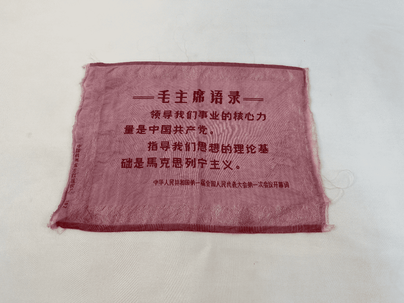 毛主席语录
领导我们事业的核心力
量是中国共产党。
指导我们思想的理论基
础是马克思列宁主义。
中华人民共和国第一届全国人民代表大会第一次会议开幕词